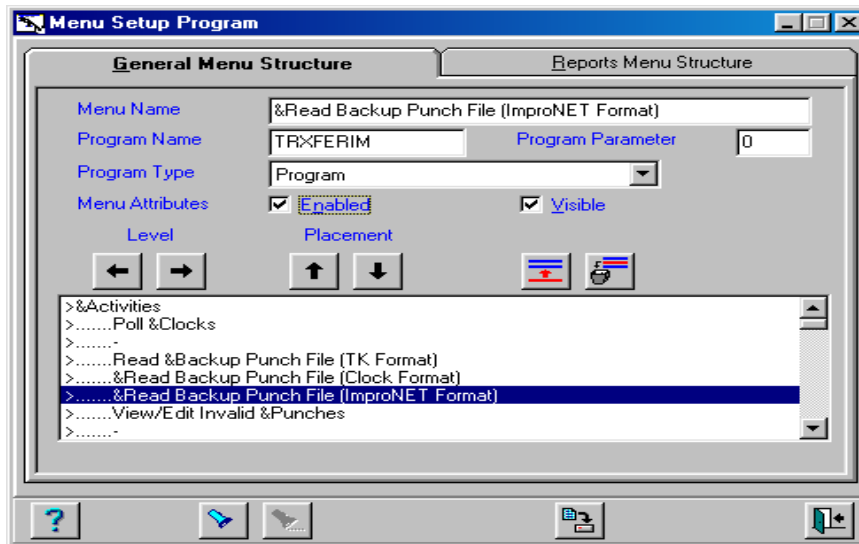 Menu Setup Program
General Menu Structure Reports Menu Structure
Menu Name &Read Backup Punch File (ImproNET Format)
Program Name TRXFERIM Program Parameter 0
Program Type Program
Menu Attributes Enabled Visible
Level Placement
>&Activities
>.......Poll &Clocks
>.......-
>.......Read &Backup Punch File (TK Format)
>.......&Read Backup Punch File (Clock Format)
>.......&Read Backup Punch File (ImproNET Format)
>.......View/Edit Invalid &Punches
>.......-
?